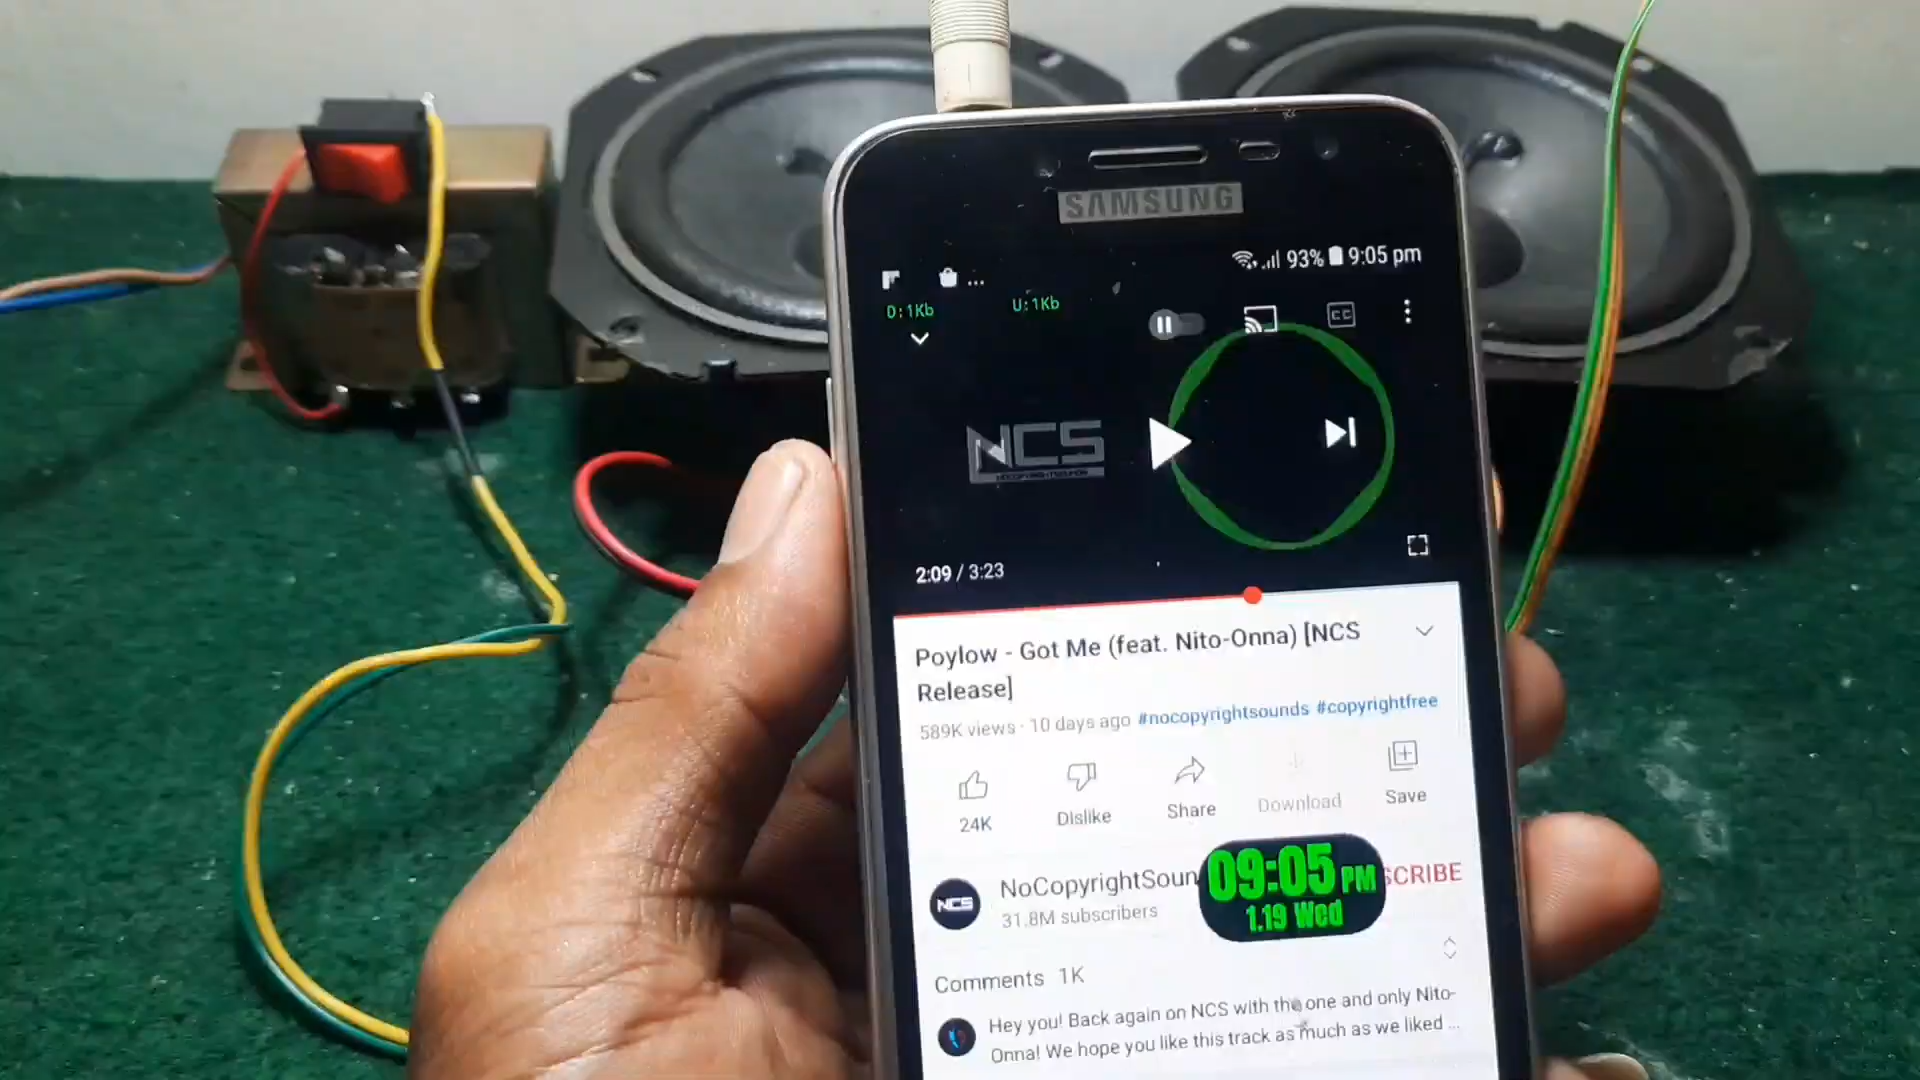 SAMSUNG
93% 9:05 pm
...
D:1Kb U:1Kb
CC
NCS
NOCOPYRIGHTSOUNDS
2:09 / 3:23
Poylow - Got Me (feat. Nito-Onna) [NCS
Release]
589K views · 10 days ago #nocopyrightsounds #copyrightfree
24K Dislike Share Download Save
NCS
NoCopyrightSoun SCRIBE
31.8M subscribers
09:05 PM
1.19 Wed
Comments 1K
Hey you! Back again on NCS with the one and only Nito-
Onna! We hope you like this track as much as we liked ...